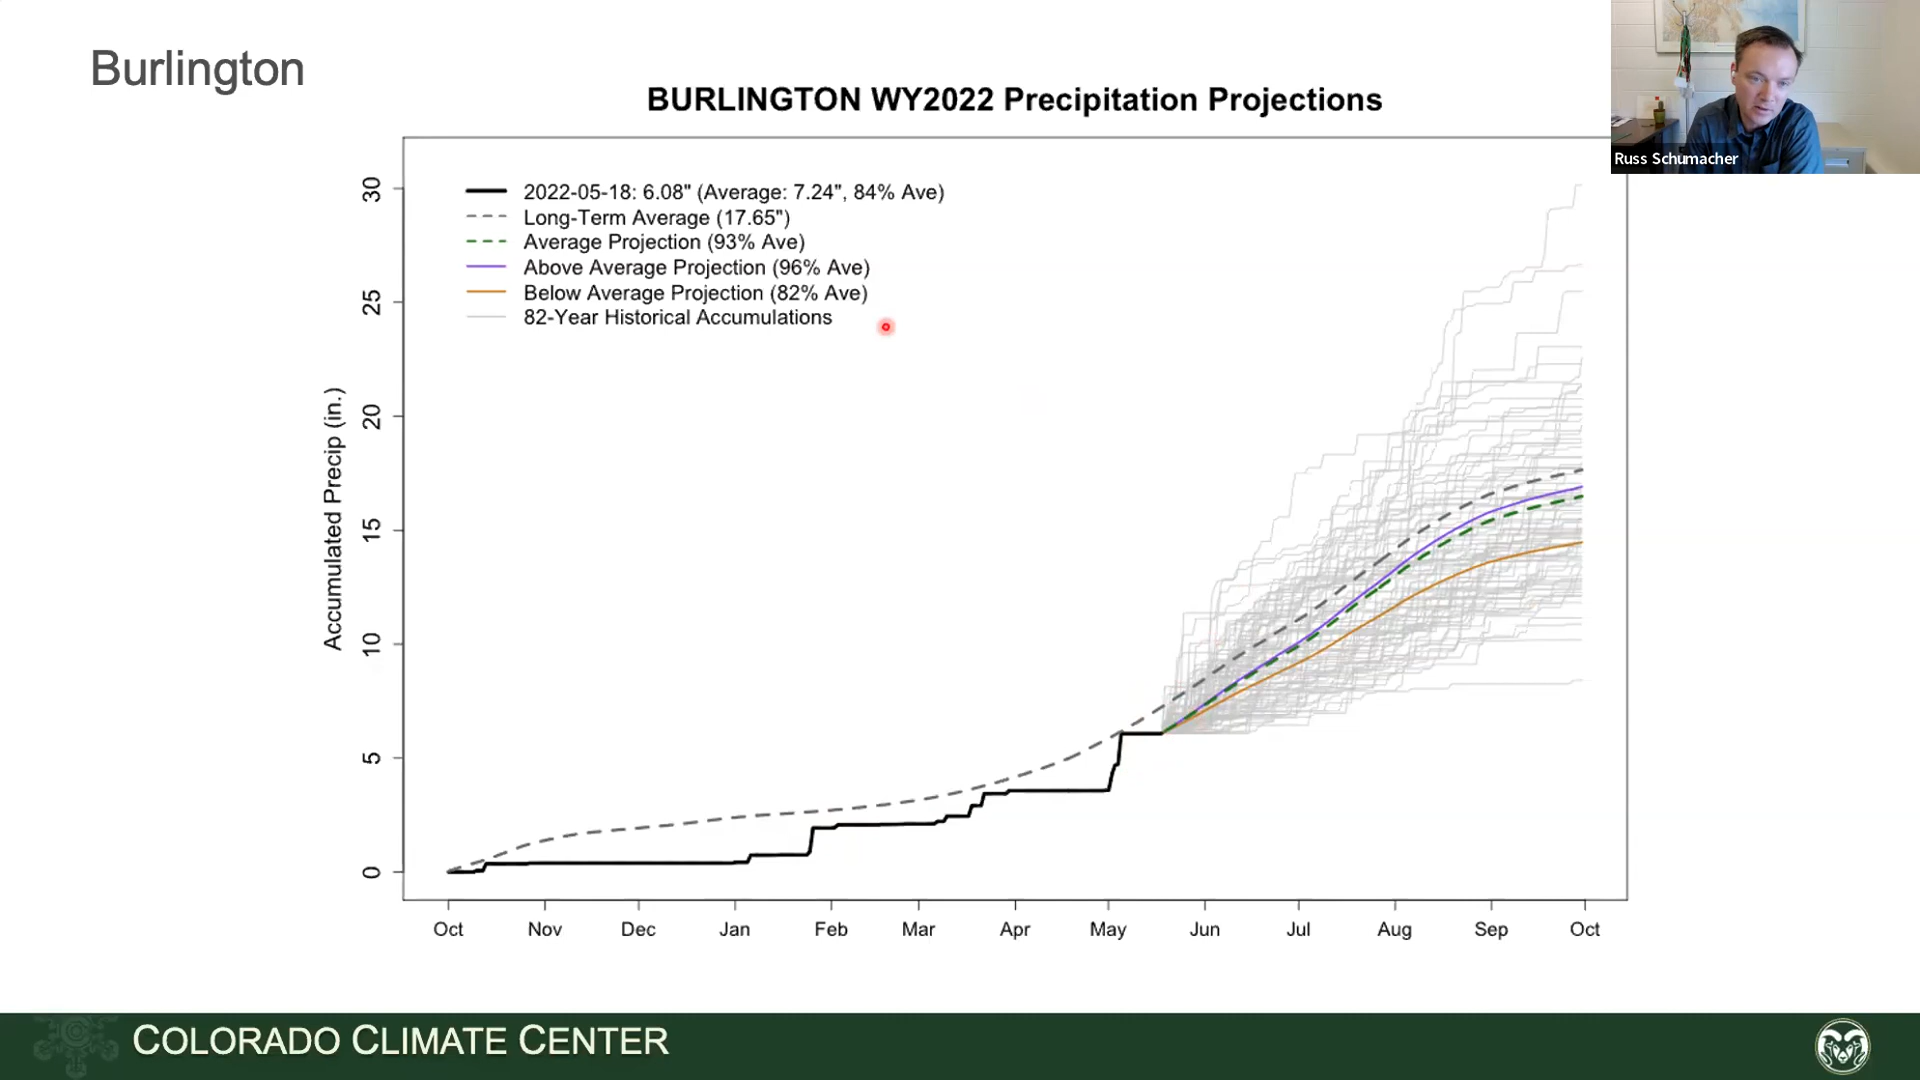 Burlington
BURLINGTON WY2022 Precipitation Projections
Russ Schumacher
2022-05-18: 6.08" (Average: 7.24", 84% Ave)
Long-Term Average (17.65")
Average Projection (93% Ave)
Above Average Projection (96% Ave)
Below Average Projection (82% Ave)
82-Year Historical Accumulations
Accumulated Precip (in.)
30
25
20
15
10
5
0
Oct Nov Dec Jan Feb Mar Apr May Jun Jul Aug Sep Oct
COLORADO CLIMATE CENTER